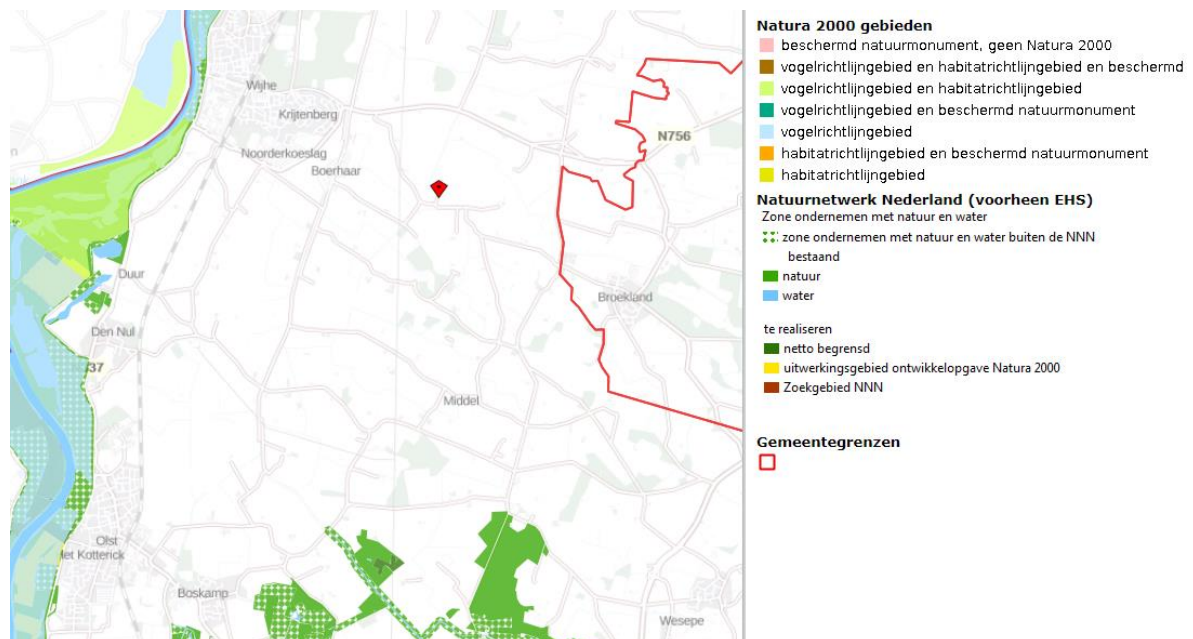 Wijhe
Krijtenberg
Noorderkoeslag
Boerhaar
N756
Duur
Broekland
Den Nul
37
Middel
Olst
Het Kotterick
Boskamp
Wesepe
Natura 2000 gebieden
beschermd natuurmonument, geen Natura 2000
vogelrichtlijngebied en habitatrichtlijngebied en beschermd
vogelrichtlijngebied en habitatrichtlijngebied
vogelrichtlijngebied en beschermd natuurmonument
vogelrichtlijngebied
habitatrichtlijngebied en beschermd natuurmonument
habitatrichtlijngebied
Natuurnetwerk Nederland (voorheen EHS)
Zone ondernemen met natuur en water
zone ondernemen met natuur en water buiten de NNN
bestaand
natuur
water
te realiseren
netto begrensd
uitwerkingsgebied ontwikkelopgave Natura 2000
Zoekgebied NNN
Gemeentegrenzen